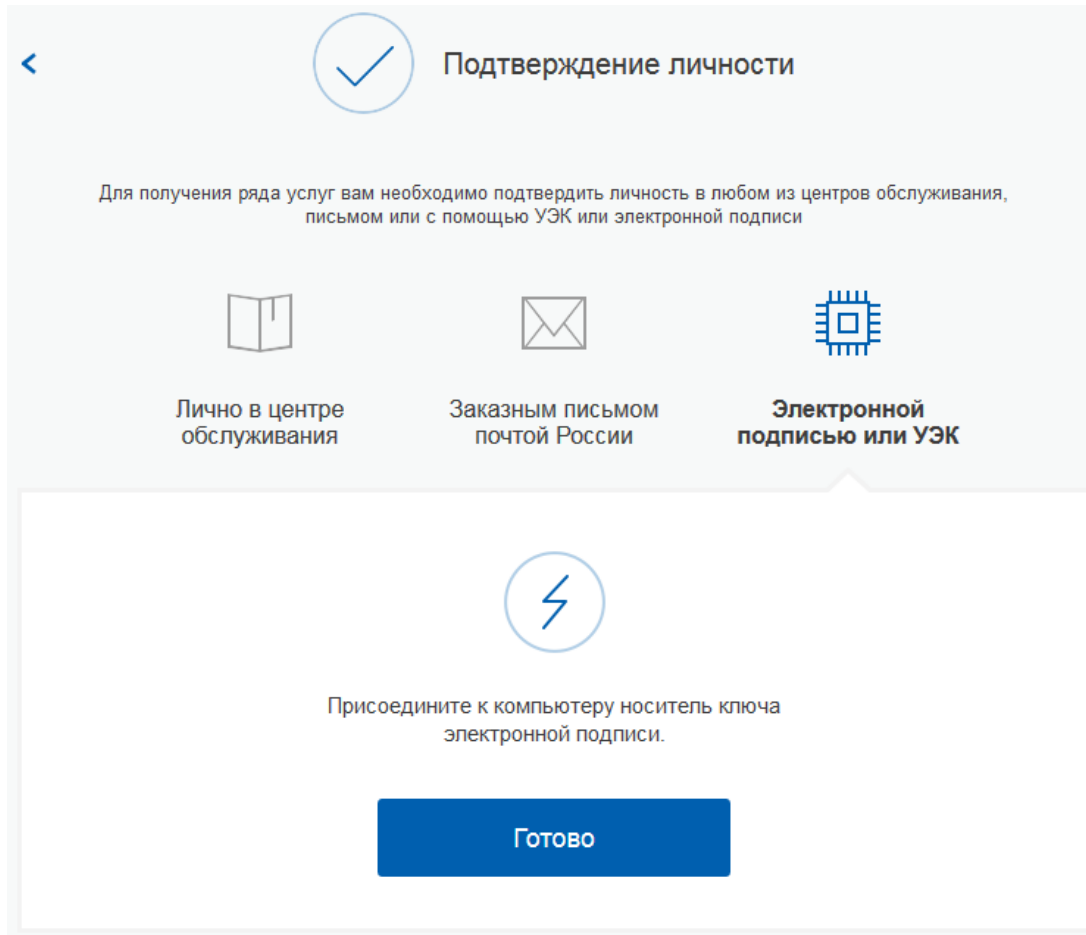 Подтверждение личности
Для получения ряда услуг вам необходимо подтвердить личность в любом из центров обслуживания,
письмом или с помощью УЭК или электронной подписи
Лично в центре
обслуживания
Заказным письмом
почтой России
Электронной
подписью или УЭК
Присоедините к компьютеру носитель ключа
электронной подписи.
Готово